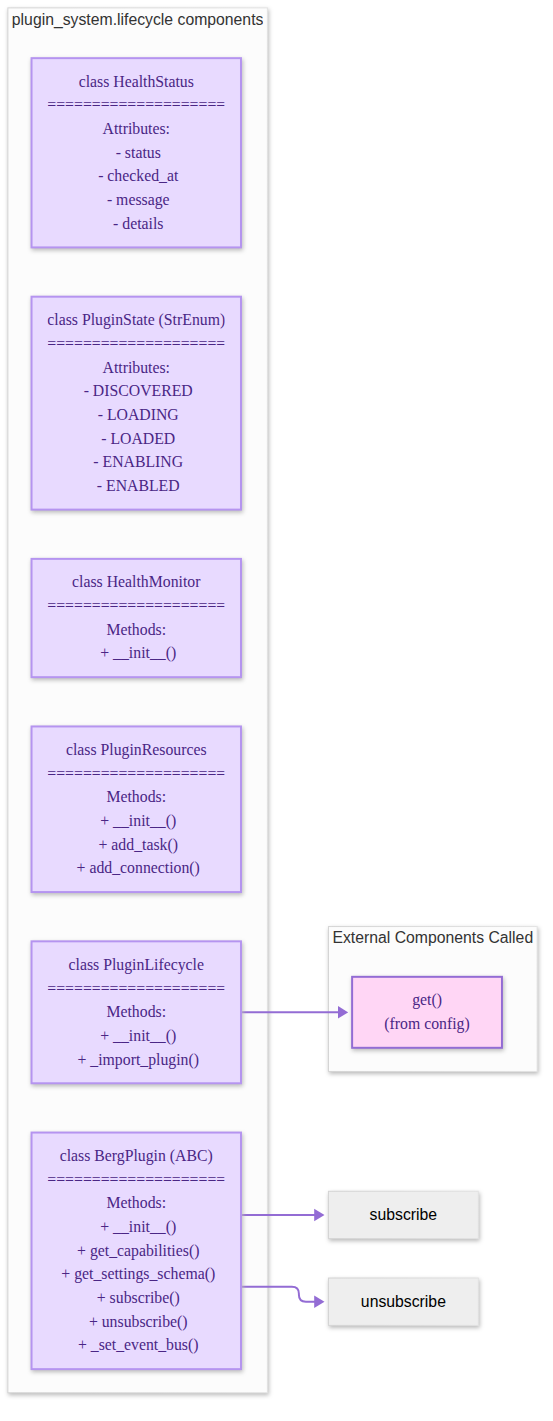 plugin_system.lifecycle components
class HealthStatus
====================
Attributes:
- status
- checked_at
- message
- details
class PluginState (StrEnum)
====================
Attributes:
- DISCOVERED
- LOADING
- LOADED
- ENABLING
- ENABLED
class HealthMonitor
====================
Methods:
+ __init__()
class PluginResources
====================
Methods:
+ __init__()
+ add_task()
+ add_connection()
class PluginLifecycle
====================
Methods:
+ __init__()
+ _import_plugin()
External Components Called
get()
(from config)
class BergPlugin (ABC)
====================
Methods:
+ __init__()
+ get_capabilities()
+ get_settings_schema()
+ subscribe()
+ unsubscribe()
+ _set_event_bus()
subscribe
unsubscribe